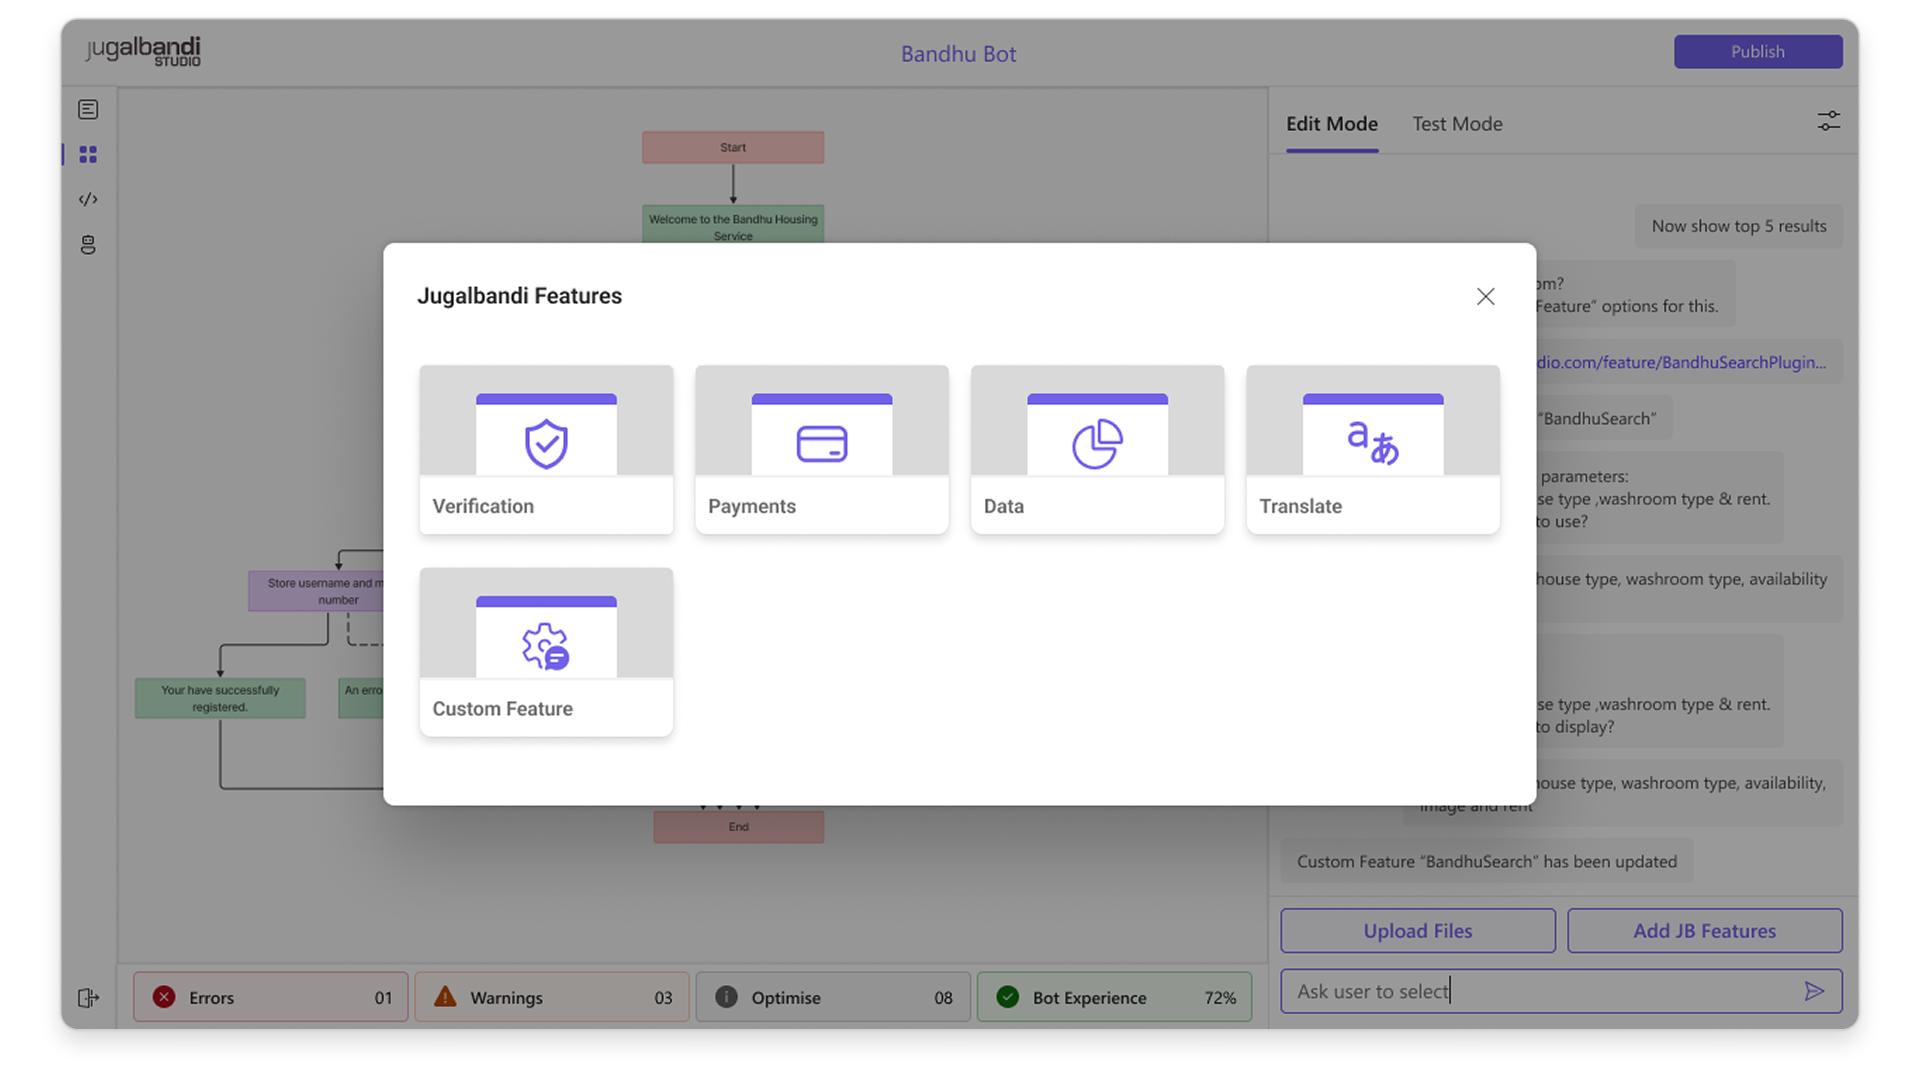 jugalbandi
STUDIO
Bandhu Bot
Publish
Start
Welcome to the Bandhu Housing
Service
Store username and m
number
Your have successfully
registered.
An erro
End
Edit Mode
Test Mode
Now show top 5 results
om?
Feature” options for this.
dio.com/feature/BandhuSearchPlugin...
“BandhuSearch”
parameters:
se type ,washroom type & rent.
to use?
house type, washroom type, availability
se type ,washroom type & rent.
to display?
house type, washroom type, availability,
image and rent
Custom Feature “BandhuSearch” has been updated
Upload Files
Add JB Features
Ask user to select
Jugalbandi Features
Verification
Payments
Data
Translate
aあ
Custom Feature
Errors 01
Warnings 03
Optimise 08
Bot Experience 72%